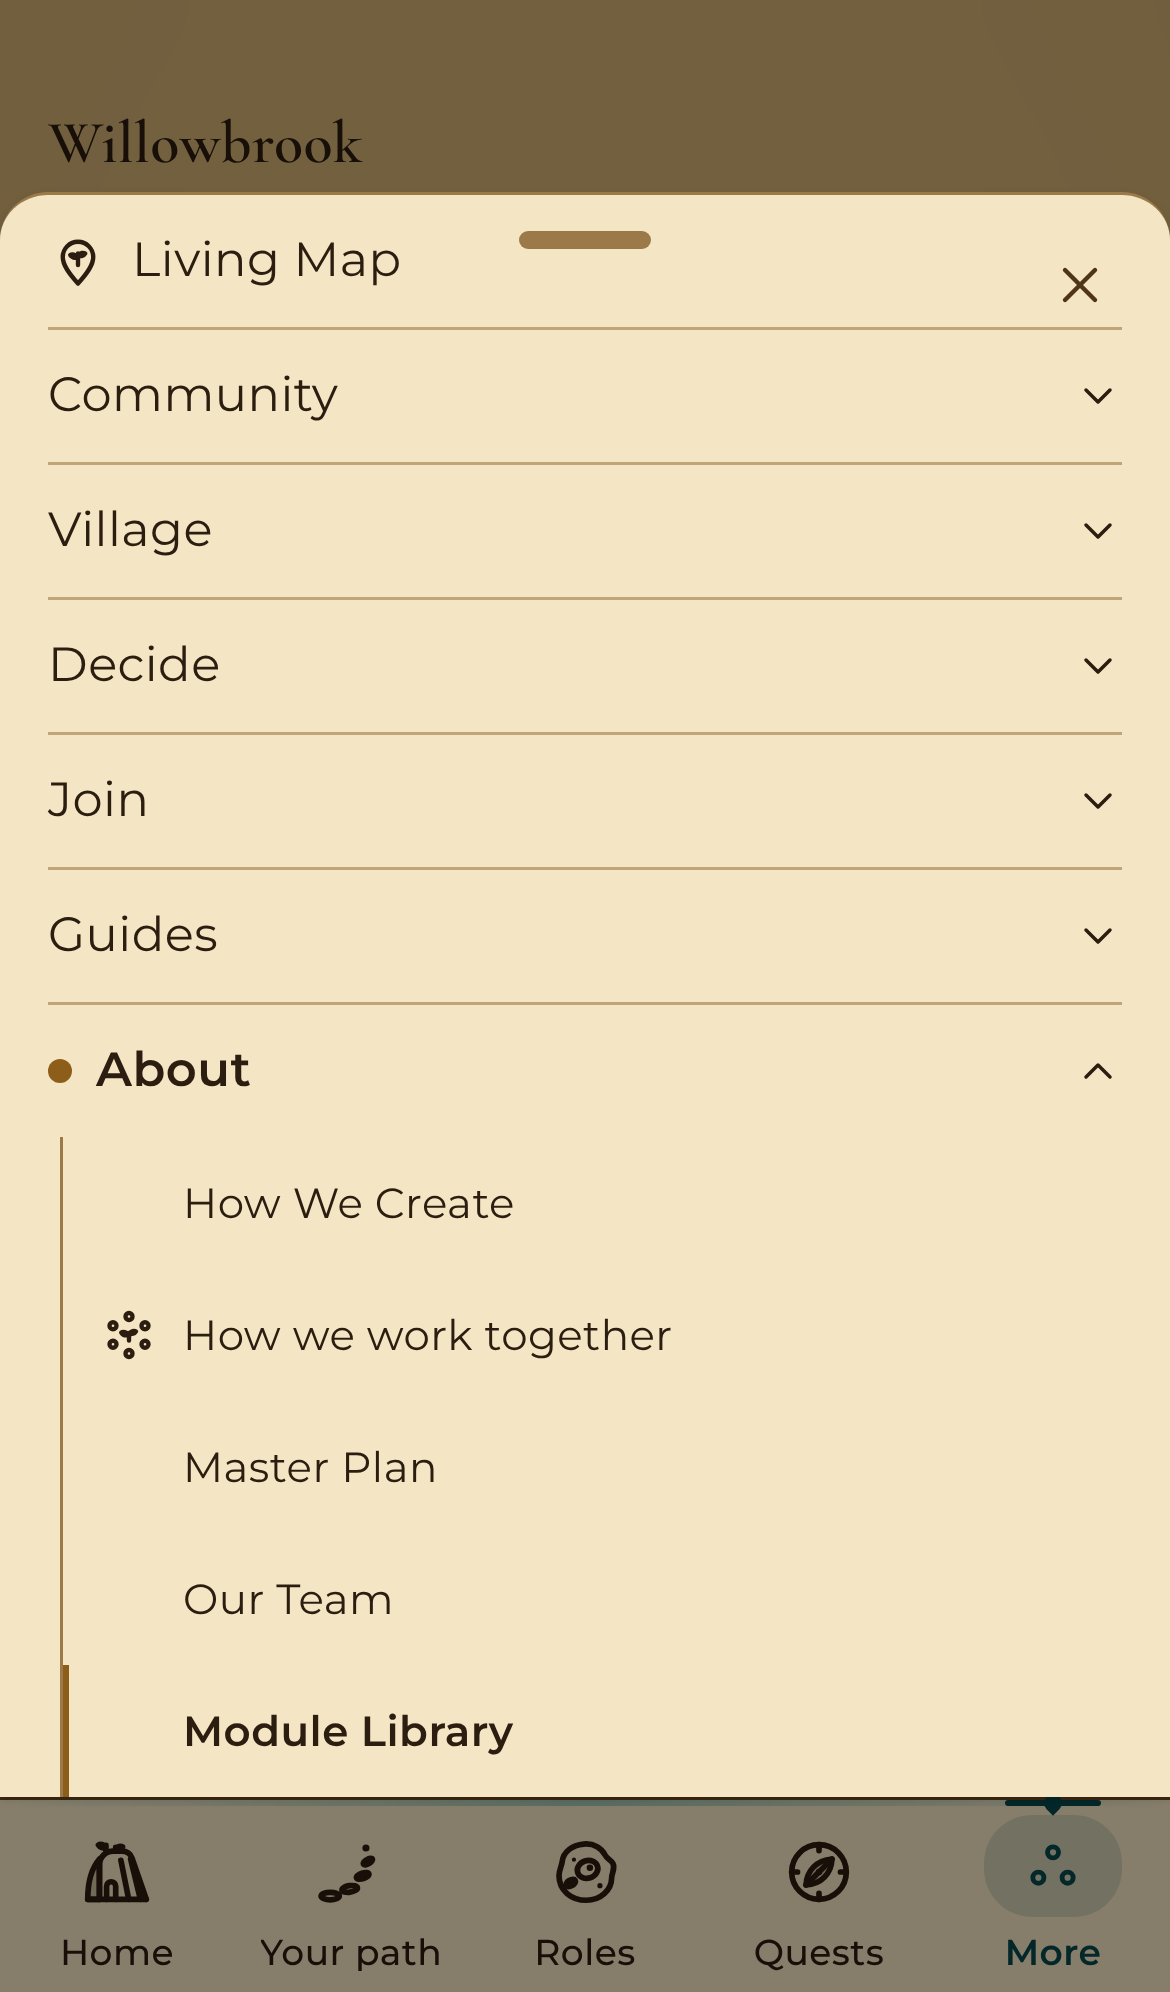 Willowbrook
Living Map
Community
Village
Decide
Join
Guides
About
How We Create
How we work together
Master Plan
Our Team
Module Library
Home
Your path
Roles
Quests
More